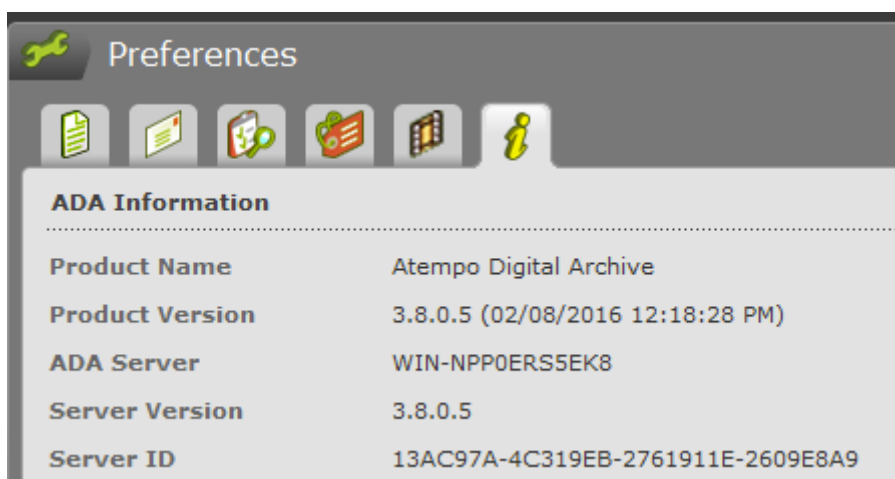 Preferences
ADA Information
Product Name Atempo Digital Archive
Product Version 3.8.0.5 (02/08/2016 12:18:28 PM)
ADA Server WIN-NPP0ERS5EK8
Server Version 3.8.0.5
Server ID 13AC97A-4C319EB-2761911E-2609E8A9